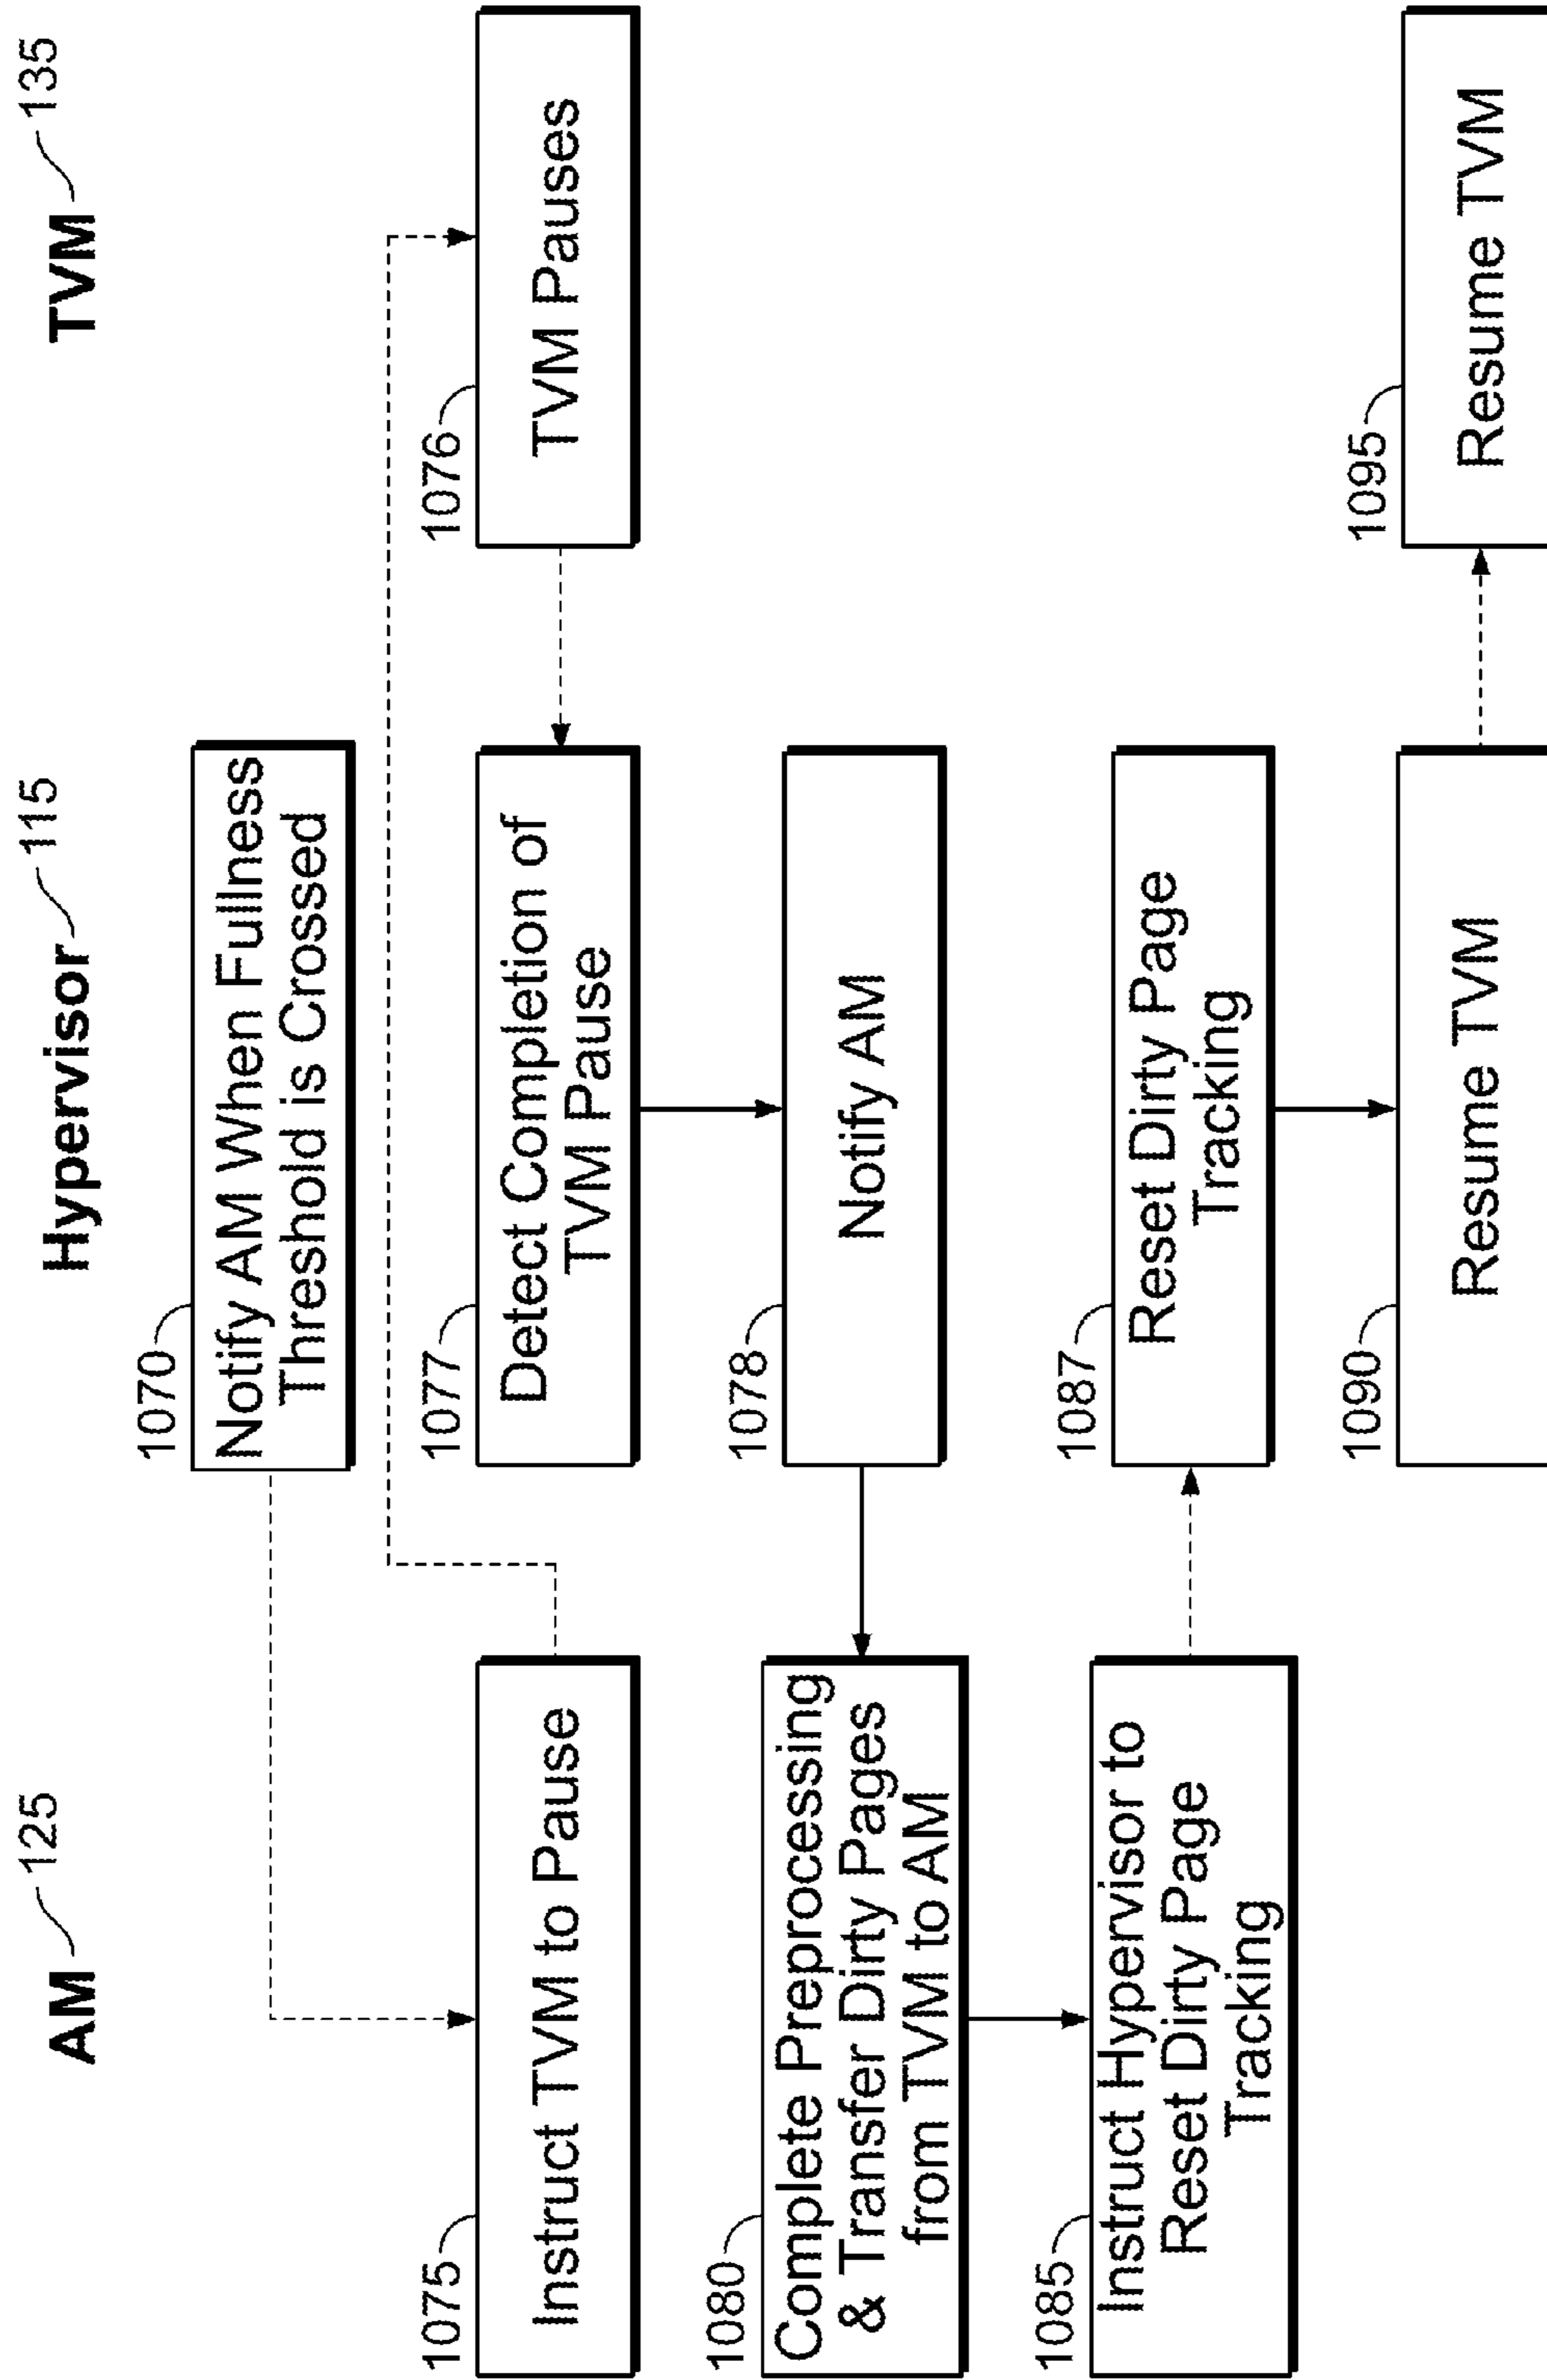 AM 125
Hypervisor 115
TVM 135
1070
Notify AM When Fullness
Threshold is Crossed
1075
Instruct TVM to Pause
1076
TVM Pauses
1077
Detect Completion of
TVM Pause
1078
Notify AM
1080
Complete Preprocessing
& Transfer Dirty Pages
from TVM to AM
1085
Instruct Hypervisor to
Reset Dirty Page
Tracking
1087
Reset Dirty Page
Tracking
1090
Resume TVM
1095
Resume TVM